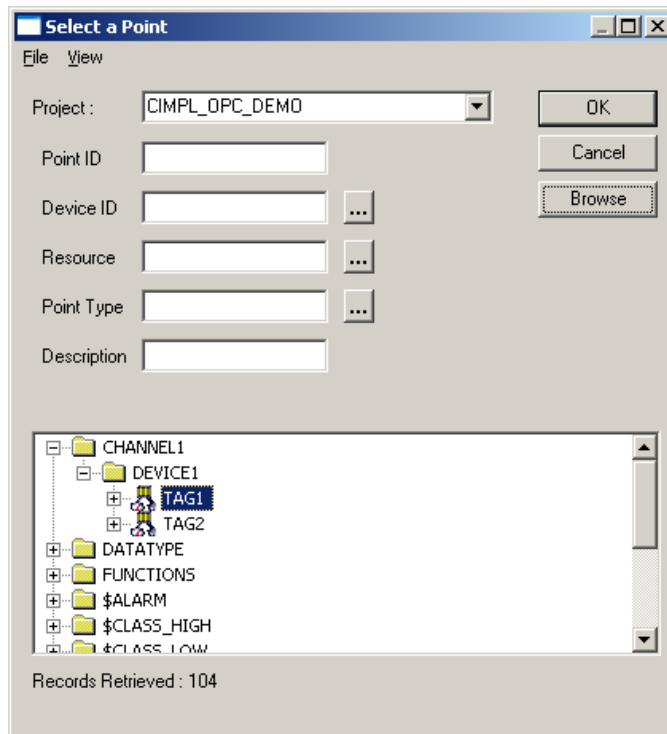 Select a Point
File View
Project : CIMPL_OPC_DEMO OK
Point ID Cancel
Device ID ... Browse
Resource ...
Point Type ...
Description
CHANNEL1
DEVICE1
TAG1
TAG2
DATATYPE
FUNCTIONS
$ALARM
$CLASS_HIGH
$CLASS_LOW
Records Retrieved : 104